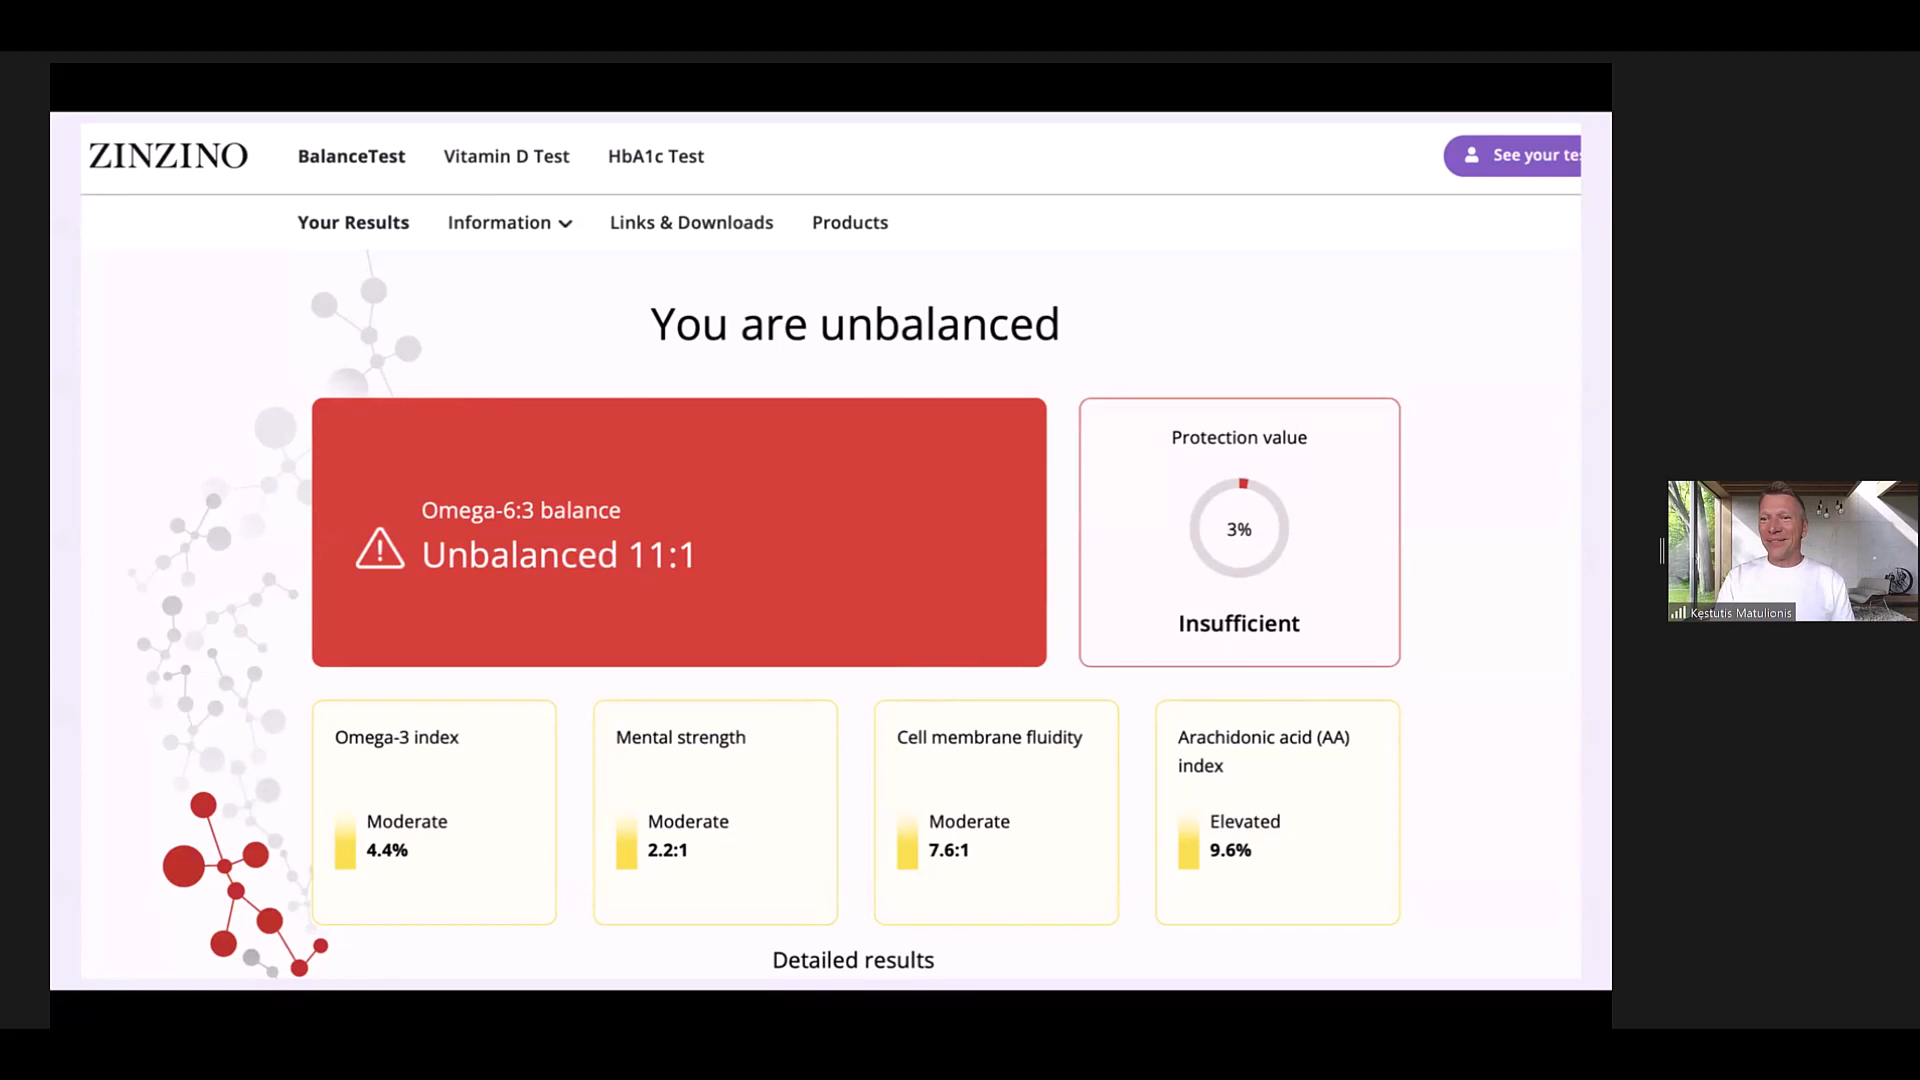 ZINZINO
BalanceTest
Vitamin D Test
HbA1c Test
See your tes
Your Results
Information
Links & Downloads
Products
You are unbalanced
Omega-6:3 balance
Unbalanced 11:1
Protection value
3%
Insufficient
Omega-3 index
Moderate
4.4%
Mental strength
Moderate
2.2:1
Cell membrane fluidity
Moderate
7.6:1
Arachidonic acid (AA)
index
Elevated
9.6%
Detailed results
Kęstutis Matulionis